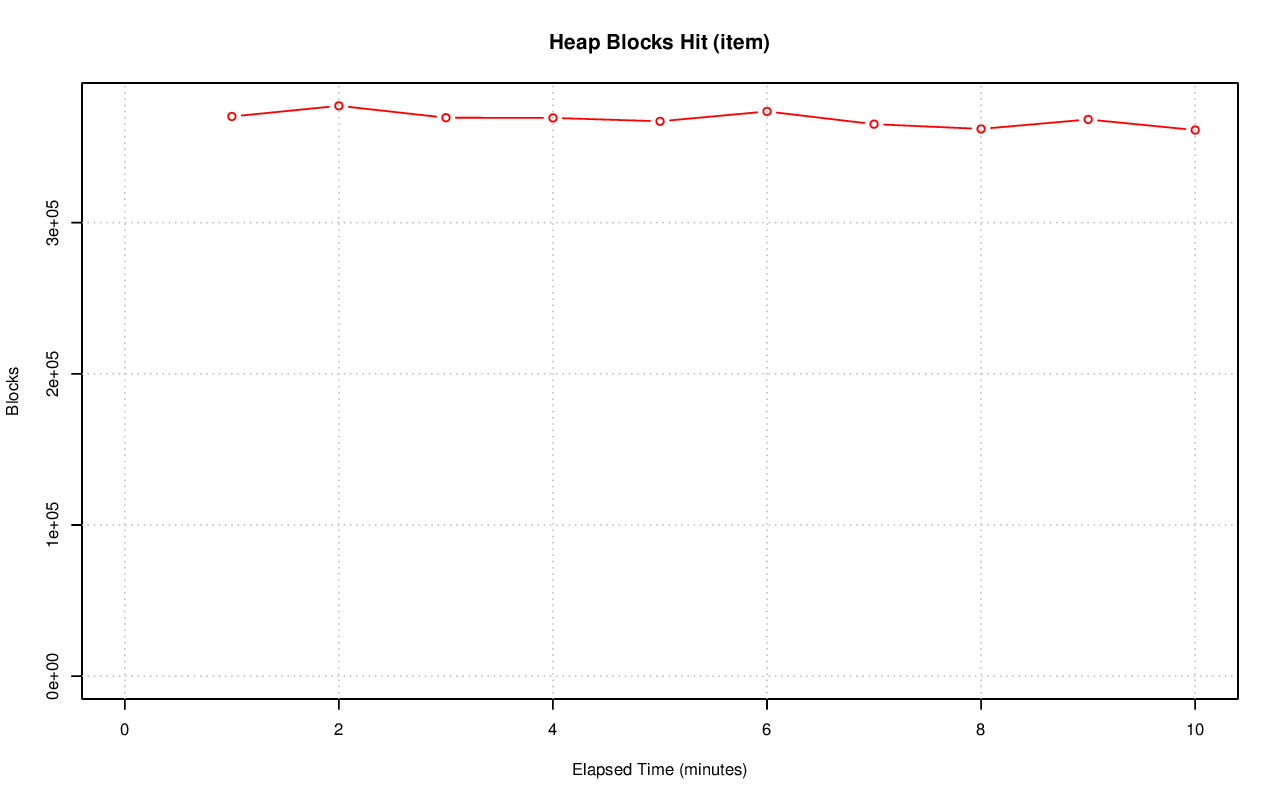 Heap Blocks Hit (item)
Blocks
3e+05
2e+05
1e+05
0e+00
0 2 4 6 8 10
Elapsed Time (minutes)